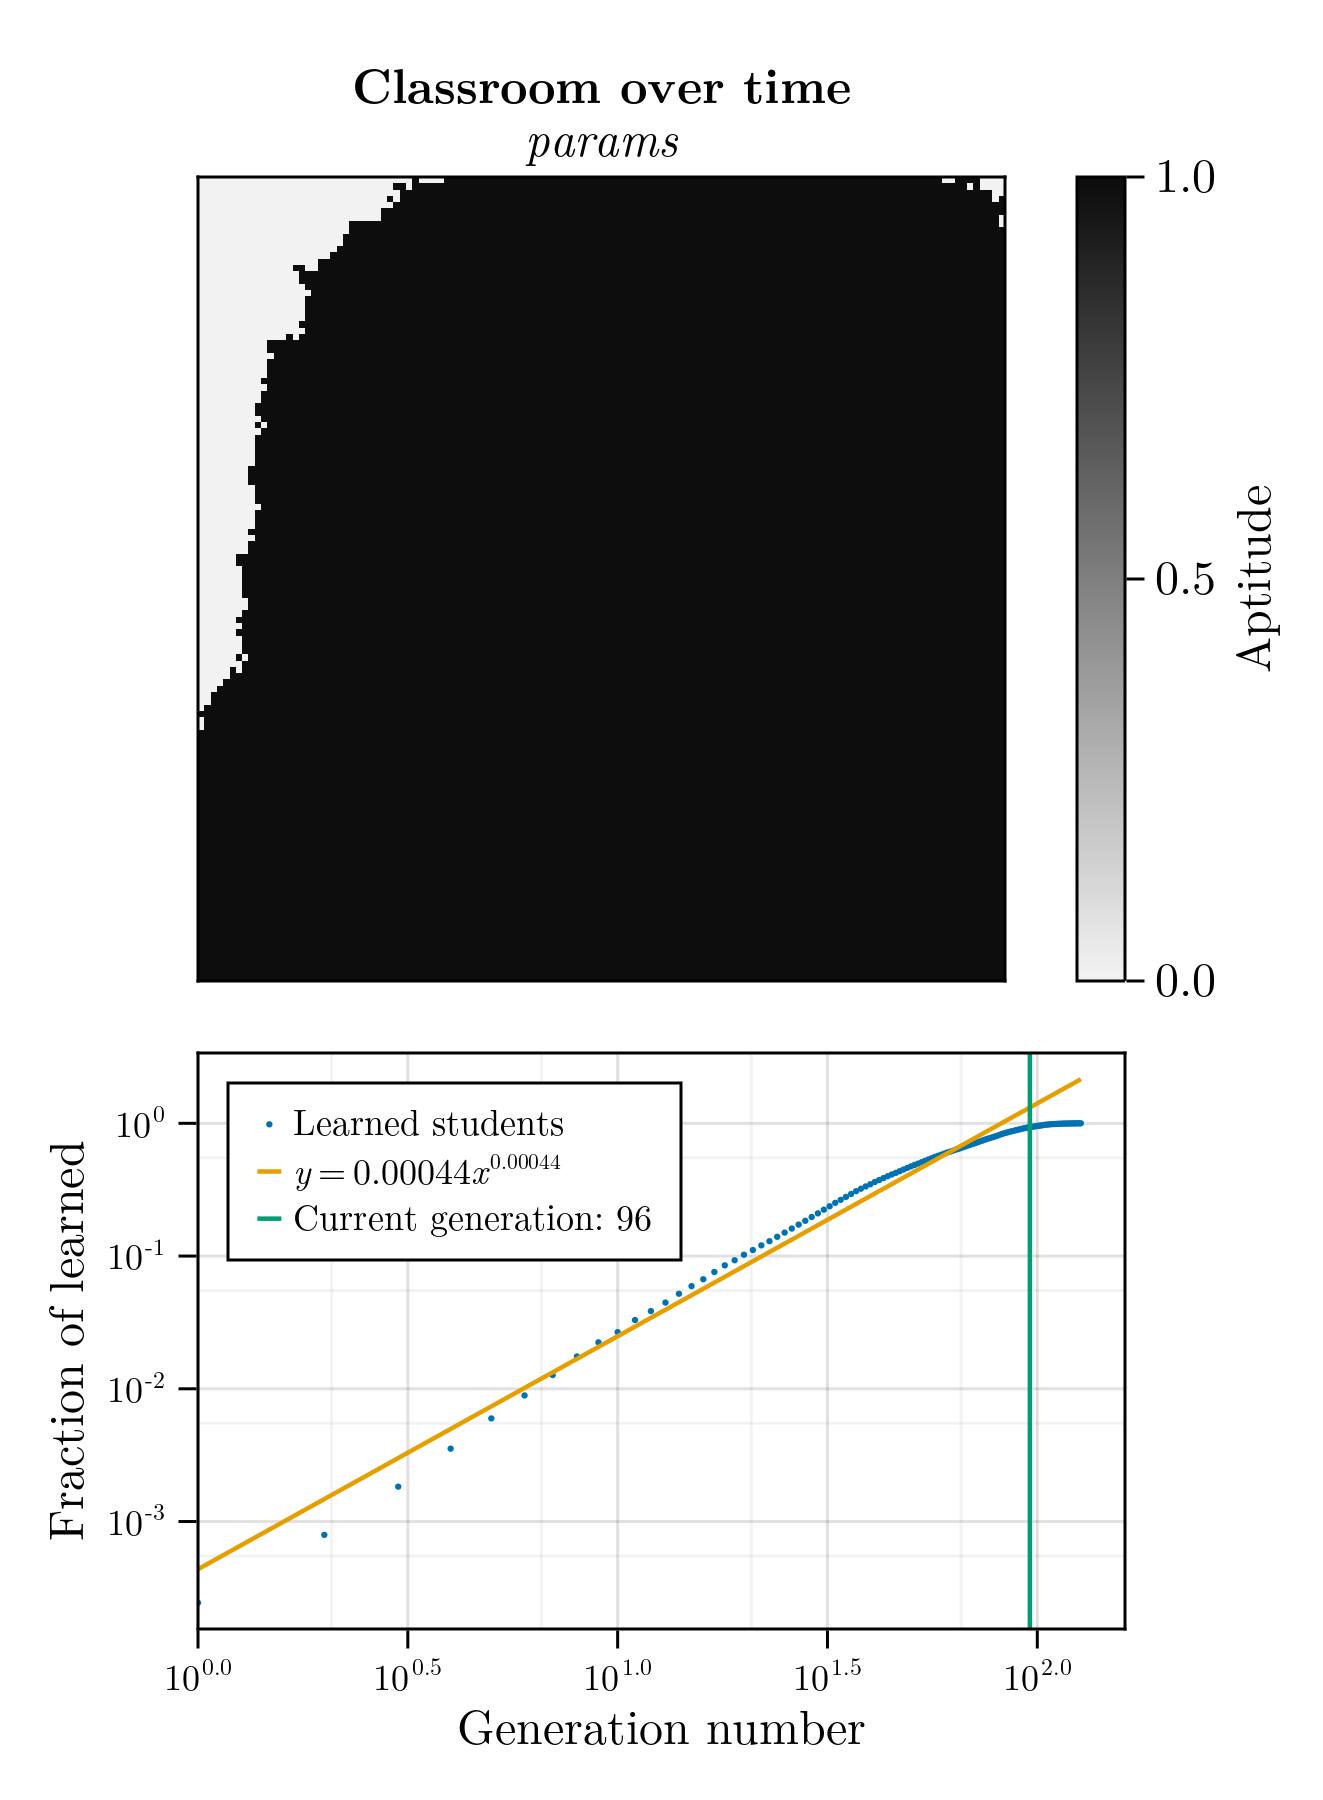 Classroom over time
params
1.0
0.5
0.0
Aptitude
Learned students
y = 0.00044x^0.00044
Current generation: 96
10^0
10^-1
10^-2
10^-3
Fraction of learned
10^0.0 10^0.5 10^1.0 10^1.5 10^2.0
Generation number